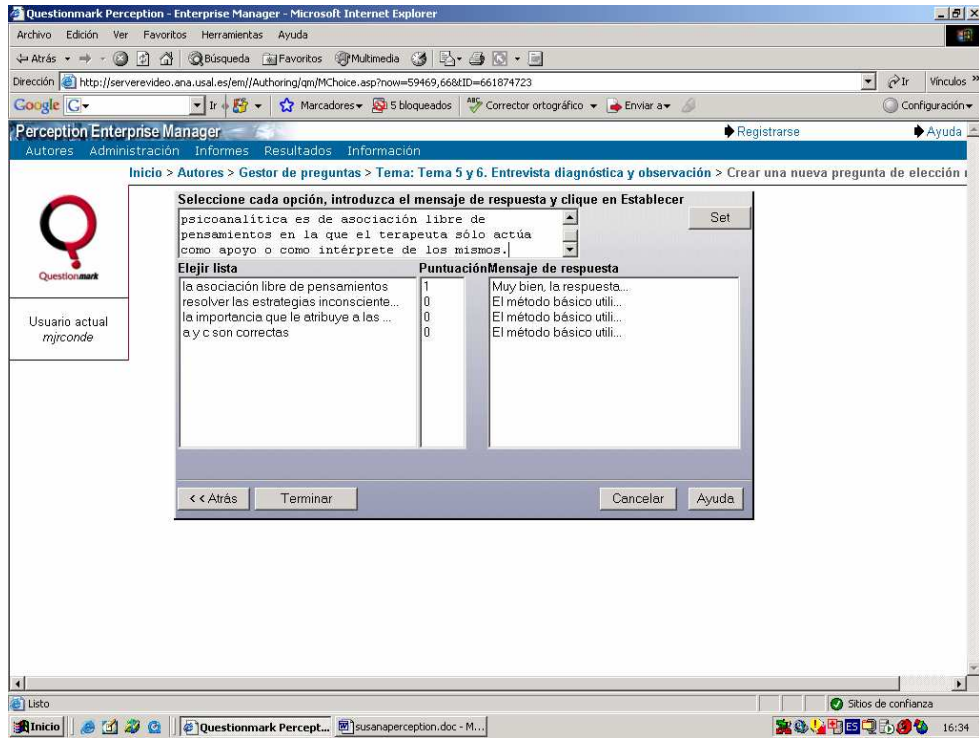 Questionmark Perception - Enterprise Manager - Microsoft Internet Explorer
Archivo Edición Ver Favoritos Herramientas Ayuda
Atrás Búsqueda Favoritos Multimedia
Dirección http://serverevideo.ana.usal.es/em//Authoring/qm/MChoice.asp?now=59469,668&tID=661874723 Ir Vínculos »
Google G Ir Marcadores 5 bloqueados ABC Corrector ortográfico Enviar a Configuración
Perception Enterprise Manager Registrarse Ayuda
Autores Administración Informes Resultados Información
Inicio > Autores > Gestor de preguntas > Tema: Tema 5 y 6. Entrevista diagnóstica y observación > Crear una nueva pregunta de elección
Seleccione cada opción, introduzca el mensaje de respuesta y clique en Establecer
psicoanalítica es de asociación libre de
pensamientos en la que el terapeuta sólo actúa
como apoyo o como intérprete de los mismos.
Set
Questionmark
Usuario actual
mjrconde
Elejir lista Puntuación Mensaje de respuesta
la asociación libre de pensamientos 1 Muy bien, la respuesta...
resolver las estrategias inconsciente... 0 El método básico utili...
la importancia que le atribuye a las ... 0 El método básico utili...
a y c son correctas 0 El método básico utili...
<< Atrás Terminar Cancelar Ayuda
Listo Sitios de confianza
Inicio Questionmark Percept... susanaperception.doc - M... ES 16:34